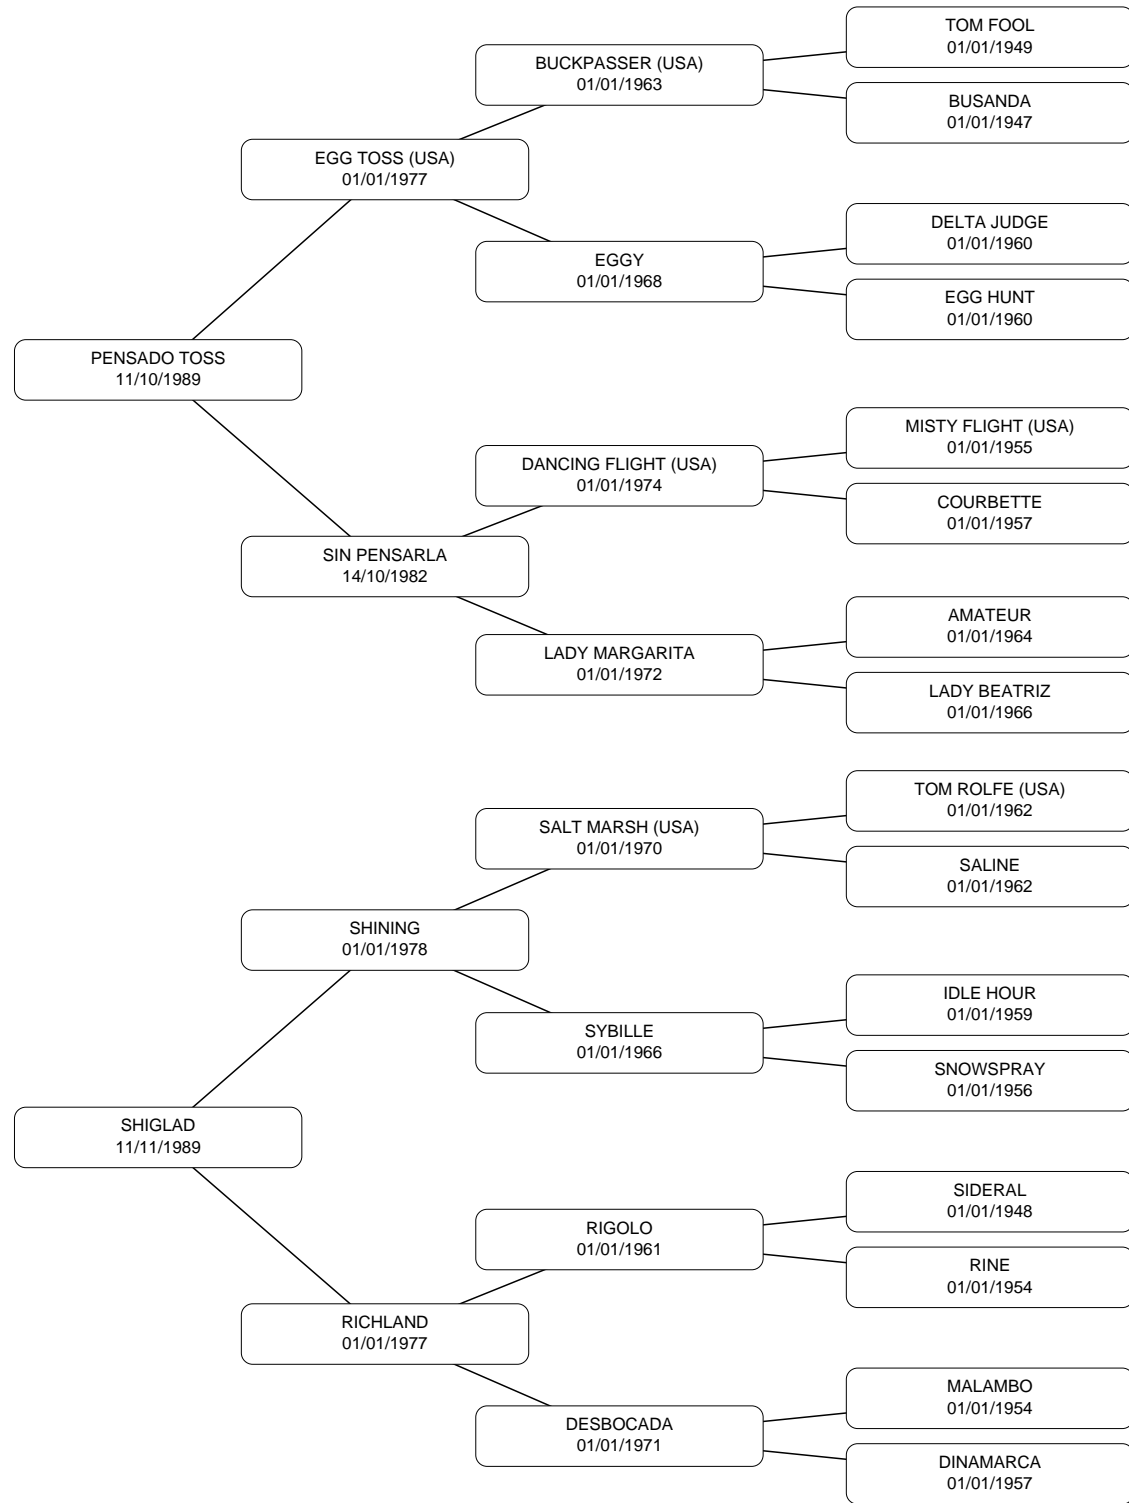 TOM FOOL
01/01/1949
BUCKPASSER (USA)
01/01/1963
BUSANDA
01/01/1947
EGG TOSS (USA)
01/01/1977
DELTA JUDGE
01/01/1960
EGGY
01/01/1968
EGG HUNT
01/01/1960
PENSADO TOSS
11/10/1989
MISTY FLIGHT (USA)
01/01/1955
DANCING FLIGHT (USA)
01/01/1974
COURBETTE
01/01/1957
SIN PENSARLA
14/10/1982
AMATEUR
01/01/1964
LADY MARGARITA
01/01/1972
LADY BEATRIZ
01/01/1966
TOM ROLFE (USA)
01/01/1962
SALT MARSH (USA)
01/01/1970
SALINE
01/01/1962
SHINING
01/01/1978
IDLE HOUR
01/01/1959
SYBILLE
01/01/1966
SNOWSPRAY
01/01/1956
SHIGLAD
11/11/1989
SIDERAL
01/01/1948
RIGOLO
01/01/1961
RINE
01/01/1954
RICHLAND
01/01/1977
MALAMBO
01/01/1954
DESBOCADA
01/01/1971
DINAMARCA
01/01/1957